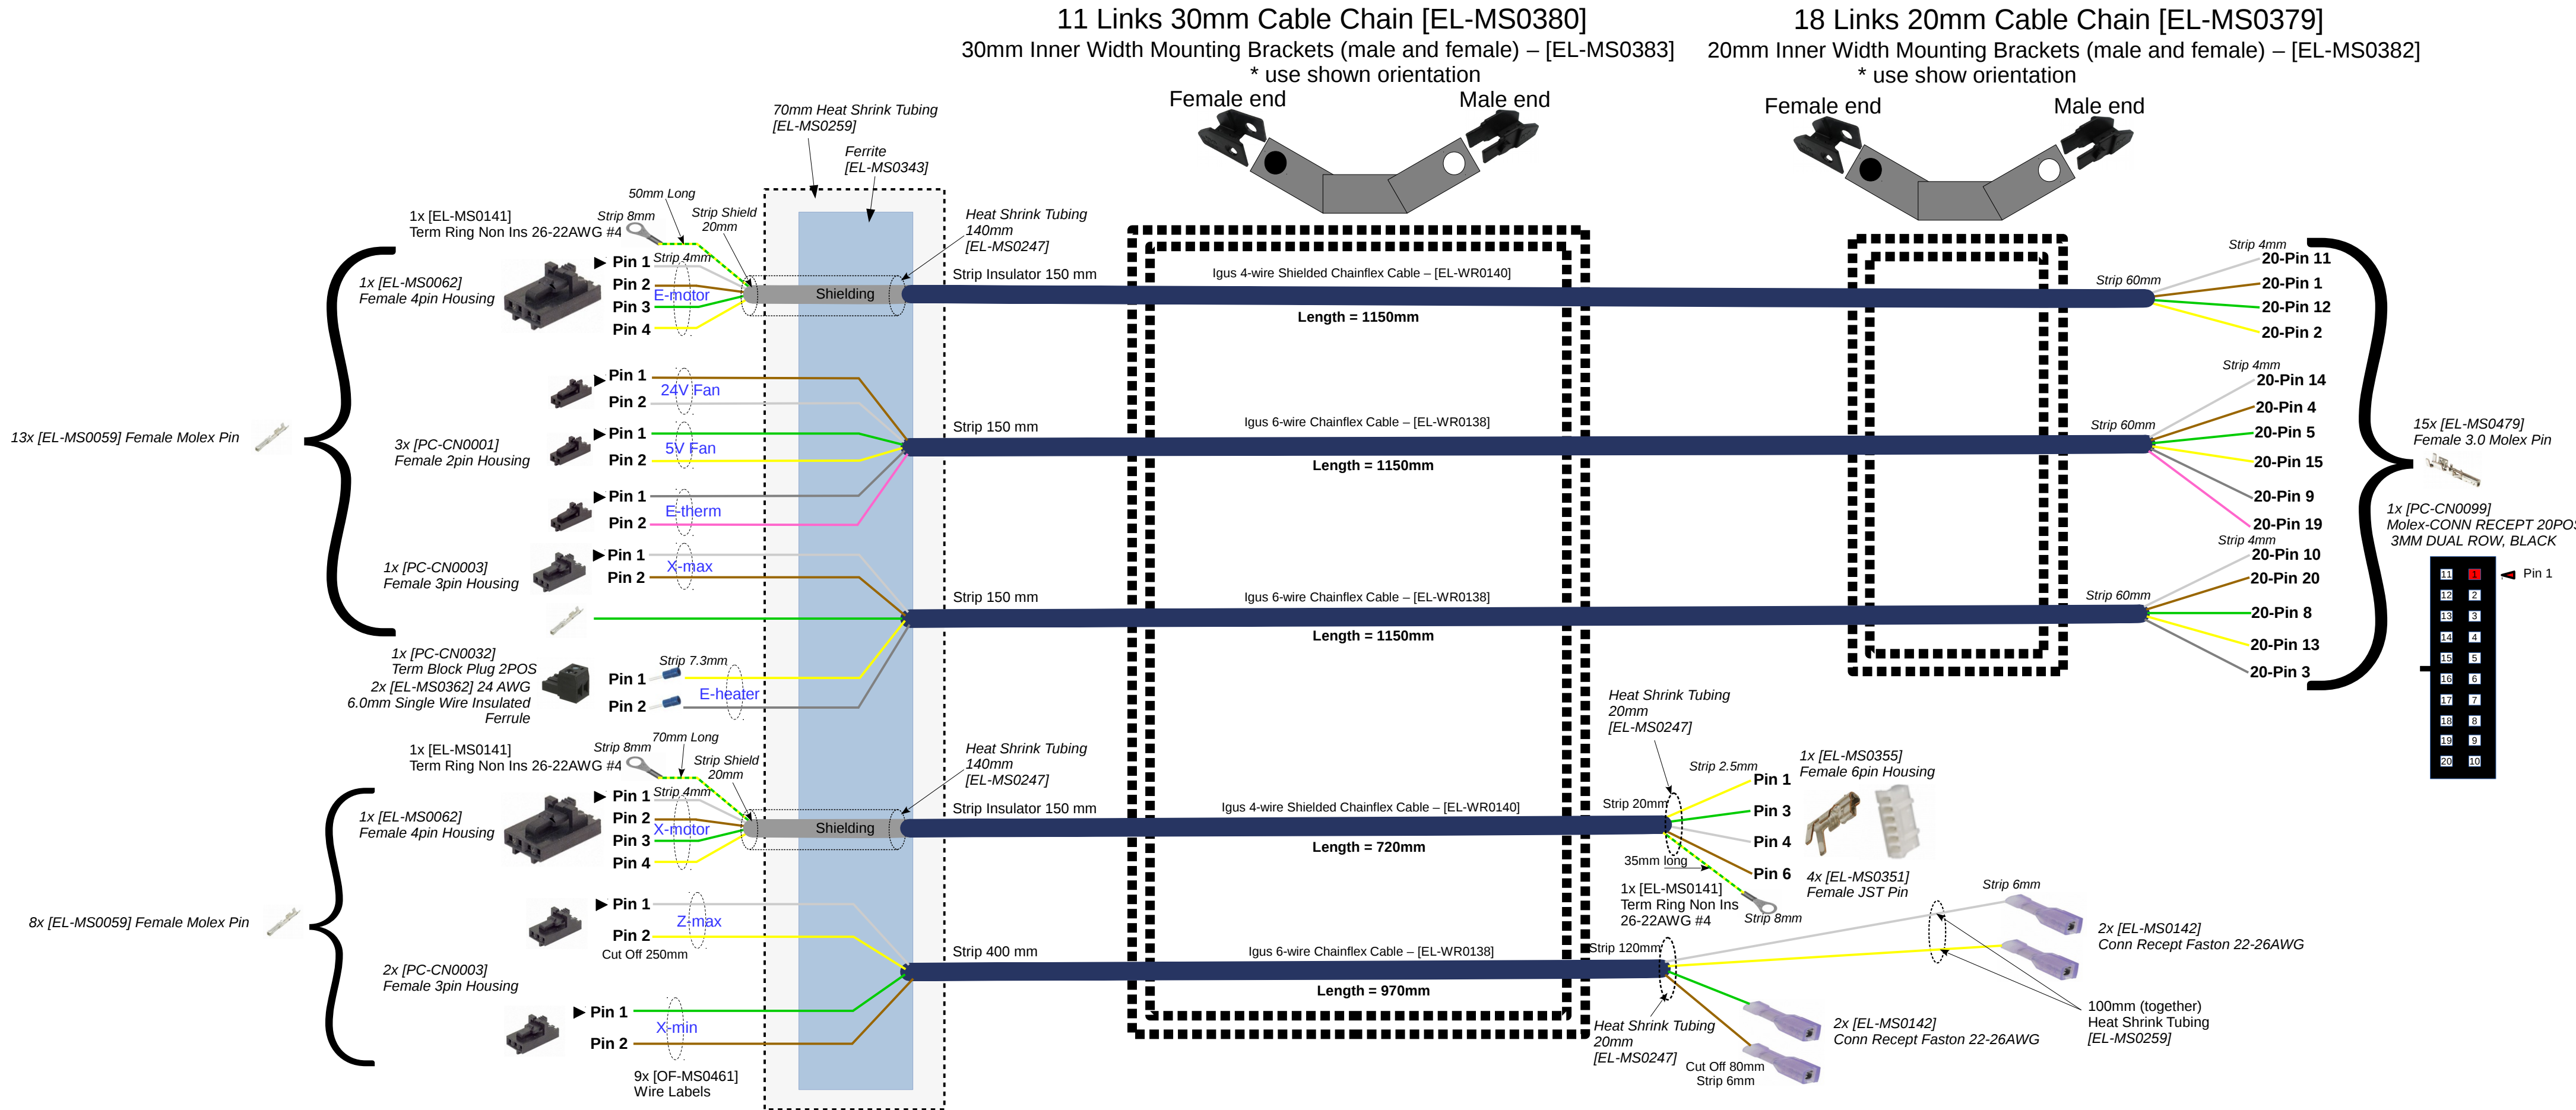 11 Links 30mm Cable Chain [EL-MS0380]
30mm Inner Width Mounting Brackets (male and female) – [EL-MS0383]
* use shown orientation
Female end
Male end
18 Links 20mm Cable Chain [EL-MS0379]
20mm Inner Width Mounting Brackets (male and female) – [EL-MS0382]
* use show orientation
Female end
Male end
70mm Heat Shrink Tubing
[EL-MS0259]
Ferrite
[EL-MS0343]
50mm Long
Strip 8mm
Strip Shield
20mm
1x [EL-MS0141]
Term Ring Non Ins 26-22AWG #4
Heat Shrink Tubing
140mm
[EL-MS0247]
1x [EL-MS0062]
Female 4pin Housing
Pin 1
Strip 4mm
Pin 2
E-motor
Pin 3
Pin 4
Shielding
Strip Insulator 150 mm
Igus 4-wire Shielded Chainflex Cable – [EL-WR0140]
Length = 1150mm
Strip 60mm
Strip 4mm
20-Pin 11
20-Pin 1
20-Pin 12
20-Pin 2
13x [EL-MS0059] Female Molex Pin
3x [PC-CN0001]
Female 2pin Housing
Pin 1
24V Fan
Pin 2
Pin 1
5V Fan
Pin 2
Pin 1
E-therm
Pin 2
Strip 150 mm
Igus 6-wire Chainflex Cable – [EL-WR0138]
Length = 1150mm
Strip 60mm
Strip 4mm
20-Pin 14
20-Pin 4
20-Pin 5
20-Pin 15
20-Pin 9
20-Pin 19
15x [EL-MS0479]
Female 3.0 Molex Pin
1x [PC-CN0099]
Molex-CONN RECEPT 20POS
3MM DUAL ROW, BLACK
1x [PC-CN0003]
Female 3pin Housing
Pin 1
X-max
Pin 2
Strip 150 mm
Igus 6-wire Chainflex Cable – [EL-WR0138]
Length = 1150mm
Strip 60mm
Strip 4mm
20-Pin 10
20-Pin 20
20-Pin 8
20-Pin 13
20-Pin 3
Pin 1
11 1
12 2
13 3
14 4
15 5
16 6
17 7
18 8
19 9
20 10
1x [PC-CN0032]
Term Block Plug 2POS
2x [EL-MS0362] 24 AWG
6.0mm Single Wire Insulated
Ferrule
Strip 7.3mm
Pin 1
E-heater
Pin 2
1x [EL-MS0141]
Term Ring Non Ins 26-22AWG #4
70mm Long
Strip 8mm
Strip Shield
20mm
Heat Shrink Tubing
140mm
[EL-MS0247]
1x [EL-MS0062]
Female 4pin Housing
Pin 1
Strip 4mm
Pin 2
X-motor
Pin 3
Pin 4
Shielding
Strip Insulator 150 mm
Igus 4-wire Shielded Chainflex Cable – [EL-WR0140]
Length = 720mm
Heat Shrink Tubing
20mm
[EL-MS0247]
Strip 20mm
Strip 2.5mm
Pin 1
Pin 3
Pin 4
Pin 6
1x [EL-MS0355]
Female 6pin Housing
4x [EL-MS0351]
Female JST Pin
35mm long
1x [EL-MS0141]
Term Ring Non Ins
26-22AWG #4
Strip 8mm
8x [EL-MS0059] Female Molex Pin
2x [PC-CN0003]
Female 3pin Housing
Pin 1
Z-max
Pin 2
Cut Off 250mm
Pin 1
X-min
Pin 2
Strip 400 mm
Igus 6-wire Chainflex Cable – [EL-WR0138]
Length = 970mm
Strip 120mm
Strip 6mm
2x [EL-MS0142]
Conn Recept Faston 22-26AWG
100mm (together)
Heat Shrink Tubing
[EL-MS0259]
2x [EL-MS0142]
Conn Recept Faston 22-26AWG
Heat Shrink Tubing
20mm
[EL-MS0247]
Cut Off 80mm
Strip 6mm
9x [OF-MS0461]
Wire Labels